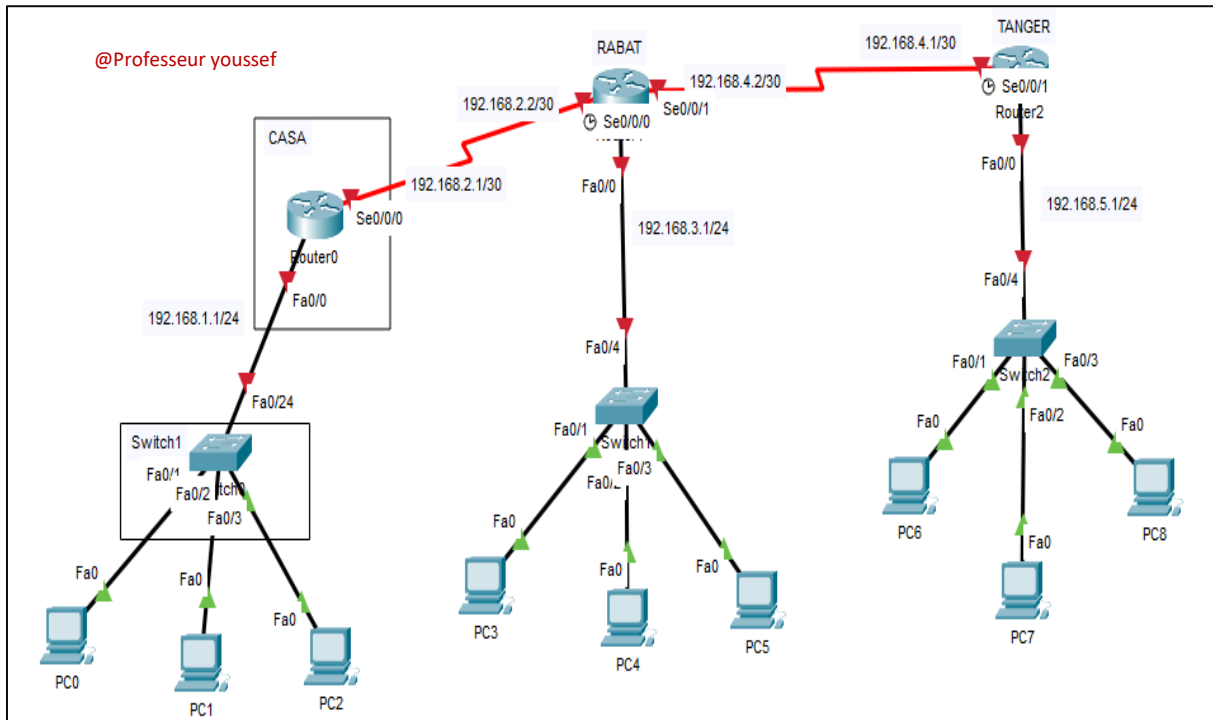 @Professeur youssef
TANGER
RABAT
192.168.4.1/30
192.168.4.2/30
192.168.2.2/30
Se0/0/1
Se0/0/1
Se0/0/0
Router2
CASA
Fa0/0
Fa0/0
192.168.2.1/30
Se0/0/0
192.168.5.1/24
192.168.3.1/24
Router0
Fa0/4
Fa0/0
192.168.1.1/24
Fa0/4
Fa0/1
Fa0/3
Switch2
Fa0/24
Fa0/2
Fa0
Fa0
Switch1
Fa0/1
Switch1
Fa0/1
Fa0/3
Fa0/2
Fa0/2
Fa0/3
PC6
PC8
Fa0
Fa0
Fa0
Fa0
Fa0
Fa0
Fa0
PC3
PC4
PC5
PC7
PC0
PC1
PC2